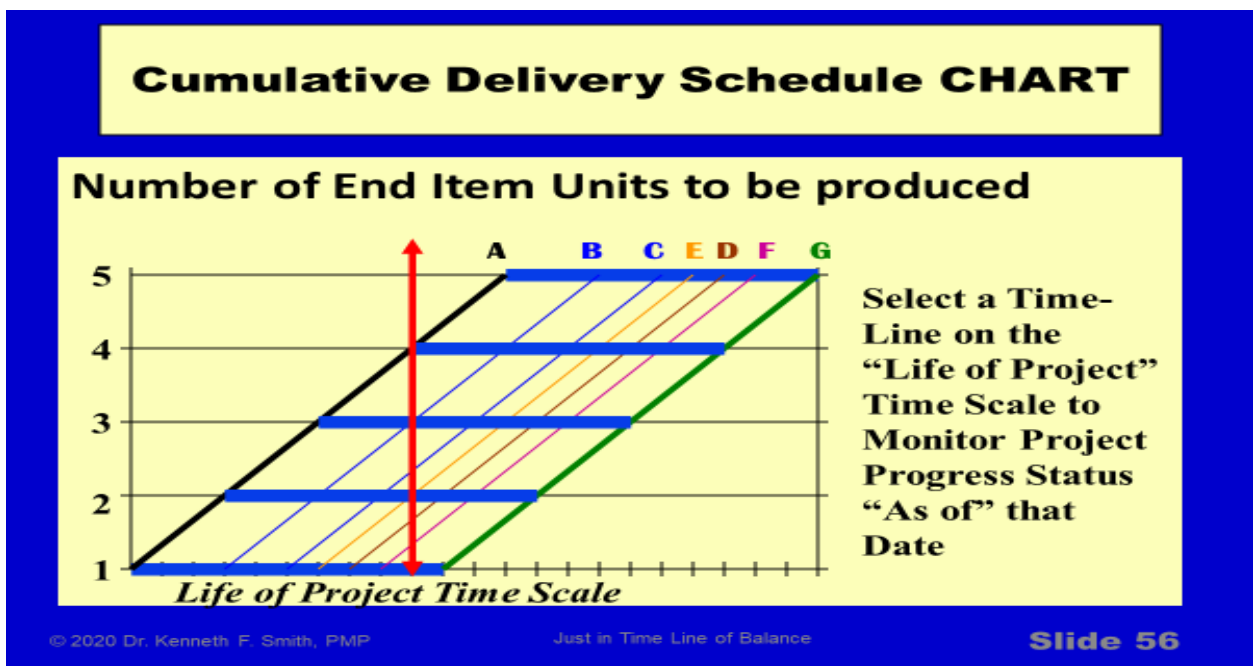 Cumulative Delivery Schedule CHART
Number of End Item Units to be produced
A B C E D F G
5
4
3
2
1
Select a Time-
Line on the
“Life of Project”
Time Scale to
Monitor Project
Progress Status
“As of” that
Date
Life of Project Time Scale
© 2020 Dr. Kenneth F. Smith, PMP
Just in Time Line of Balance
Slide 56